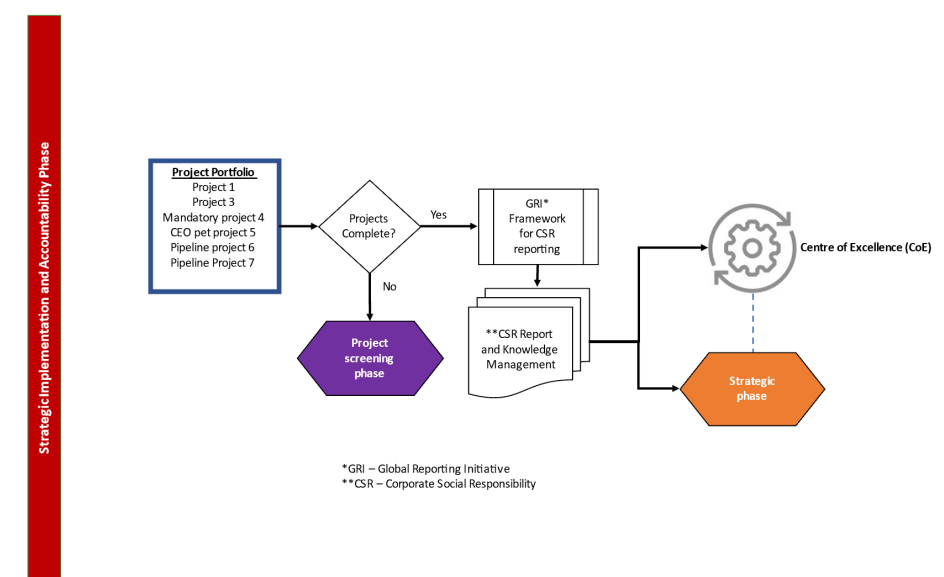 Strategic Implementation and Accountability Phase
Project Portfolio
Project 1
Project 3
Mandatory project 4
CEO pet project 5
Pipeline project 6
Pipeline Project 7
Projects
Complete?
Yes
No
GRI*
Framework
for CSR
reporting
Project
screening
phase
**CSR Report
and Knowledge
Management
Centre of Excellence (CoE)
Strategic
phase
*GRI – Global Reporting Initiative
**CSR – Corporate Social Responsibility